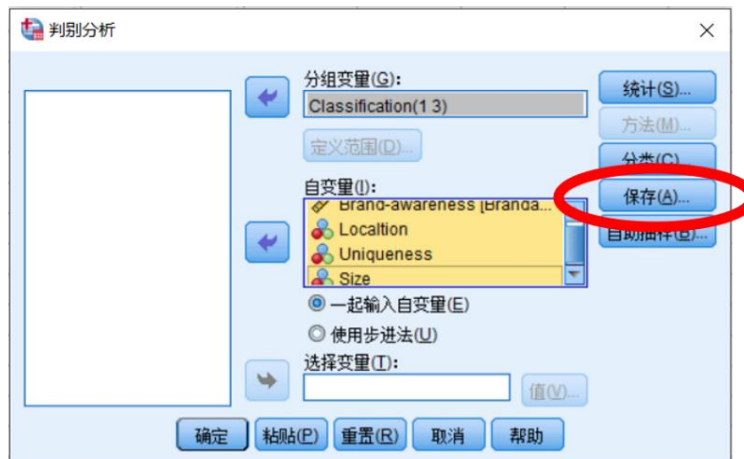 判别分析
分组变量(G):
Classification(1 3)
定义范围(D)...
自变量(I):
Brand-awareness [Branda...
Localtion
Uniqueness
Size
一起输入自变量(E)
使用步进法(U)
选择变量(T):
值(V)...
统计(S)...
方法(M)...
分类(C)...
保存(A)...
自助抽样(B)...
确定
粘贴(P)
重置(R)
取消
帮助